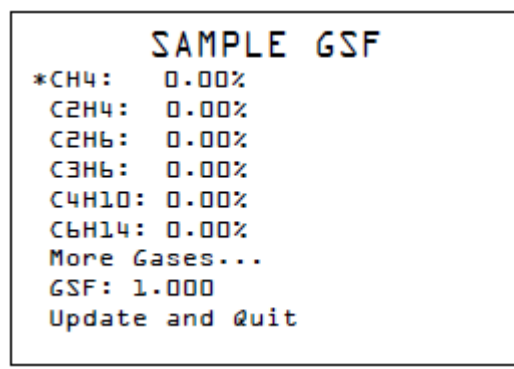 SAMPLE GSF
*CH4: 0.00%
C2H4: 0.00%
C2H6: 0.00%
C3H6: 0.00%
C4H10: 0.00%
C6H14: 0.00%
More Gases...
GSF: 1.000
Update and Quit